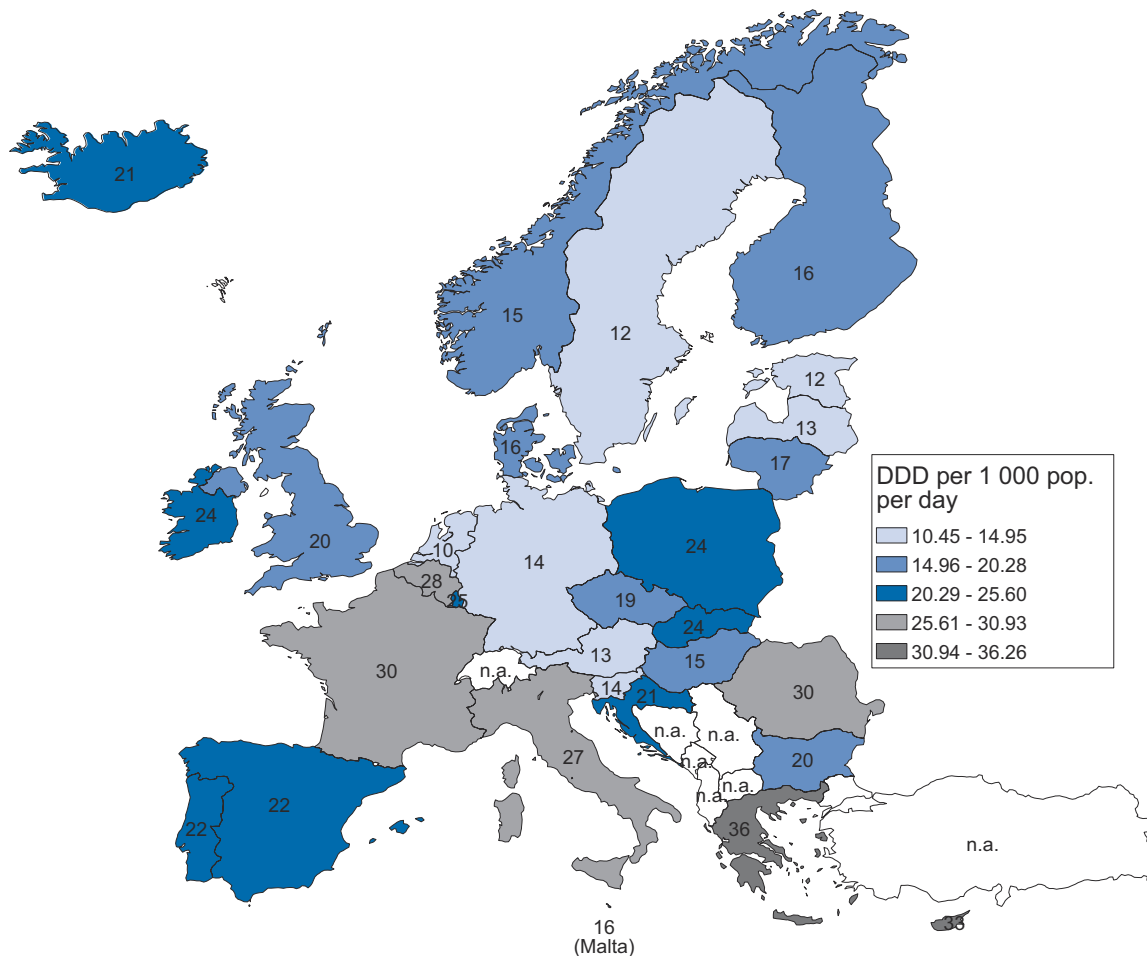 21
16
15
12
12
13
16
17
DDD per 1 000 pop.
per day
10.45 - 14.95
14.96 - 20.28
20.29 - 25.60
25.61 - 30.93
30.94 - 36.26
24
20
10
14
24
28
25
19
24
13
15
n.a.
30
14
21
30
n.a.
n.a.
27
n.a.
20
n.a.
n.a.
22
22
36
n.a.
33
16
(Malta)